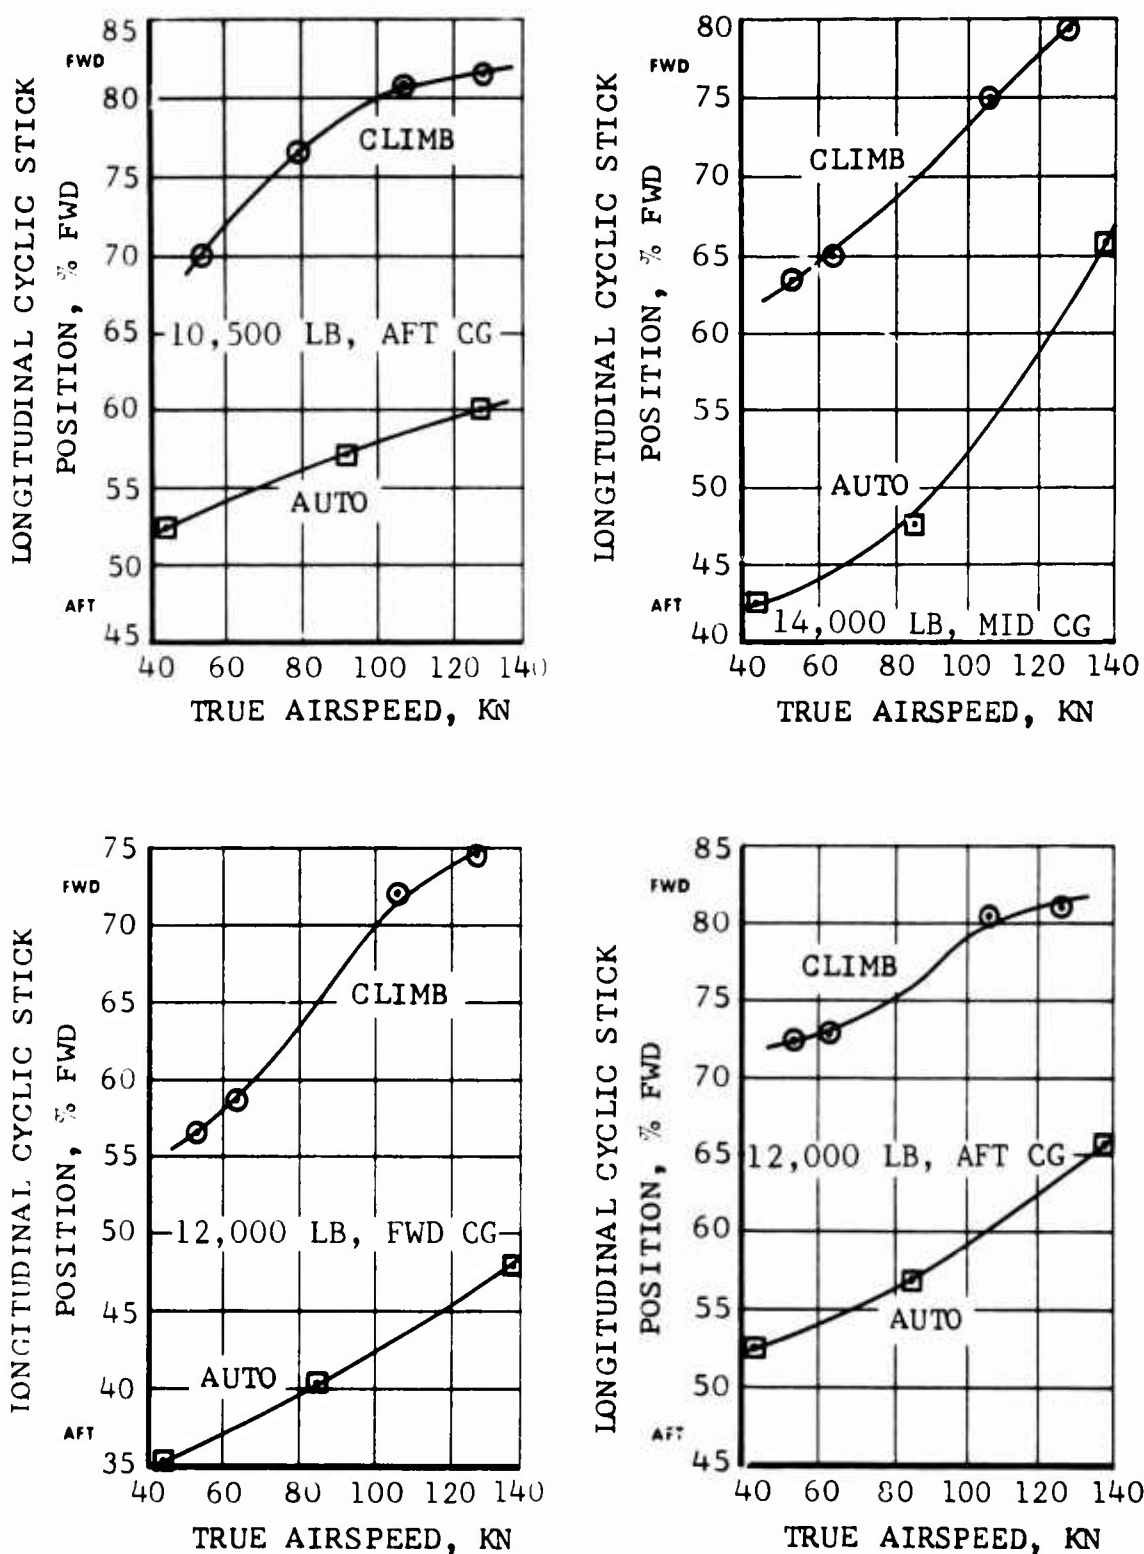 LONGITUDINAL CYCLIC STICK
POSITION, % FWD
FWD
AFT
85
80
75
70
65
60
55
50
45
CLIMB
10,500 LB, AFT CG
AUTO
40 60 80 100 120 140
TRUE AIRSPEED, KN
LONGITUDINAL CYCLIC STICK
POSITION, % FWD
FWD
AFT
80
75
70
65
60
55
50
45
40
CLIMB
AUTO
14,000 LB, MID CG
40 60 80 100 120 140
TRUE AIRSPEED, KN
LONGITUDINAL CYCLIC STICK
POSITION, % FWD
FWD
AFT
75
70
65
60
55
50
45
40
35
CLIMB
12,000 LB, FWD CG
AUTO
40 60 80 100 120 140
TRUE AIRSPEED, KN
LONGITUDINAL CYCLIC STICK
POSITION, % FWD
FWD
AFT
85
80
75
70
65
60
55
50
45
CLIMB
12,000 LB, AFT CG
AUTO
40 60 80 100 120 140
TRUE AIRSPEED, KN